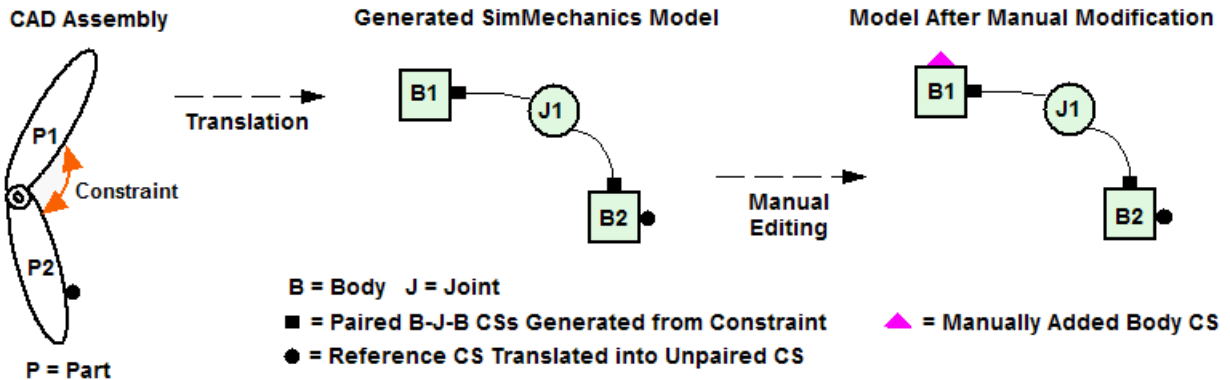 CAD Assembly
Generated SimMechanics Model
Model After Manual Modification
P1
Constraint
P2
P = Part
Translation
B1
J1
B2
Manual
Editing
B1
J1
B2
B = Body J = Joint
= Paired B-J-B CSs Generated from Constraint
= Manually Added Body CS
= Reference CS Translated into Unpaired CS